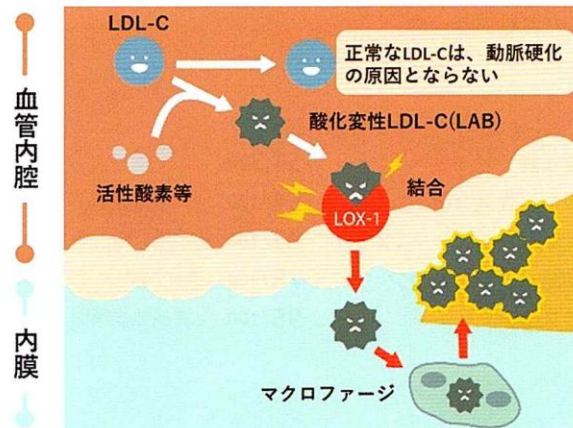 LDL-C
正常なLDL-Cは、動脈硬化
の原因とならない
酸化変性LDL-C(LAB)
活性酸素等
結合
LOX-1
血管内腔
内膜
マクロファージ